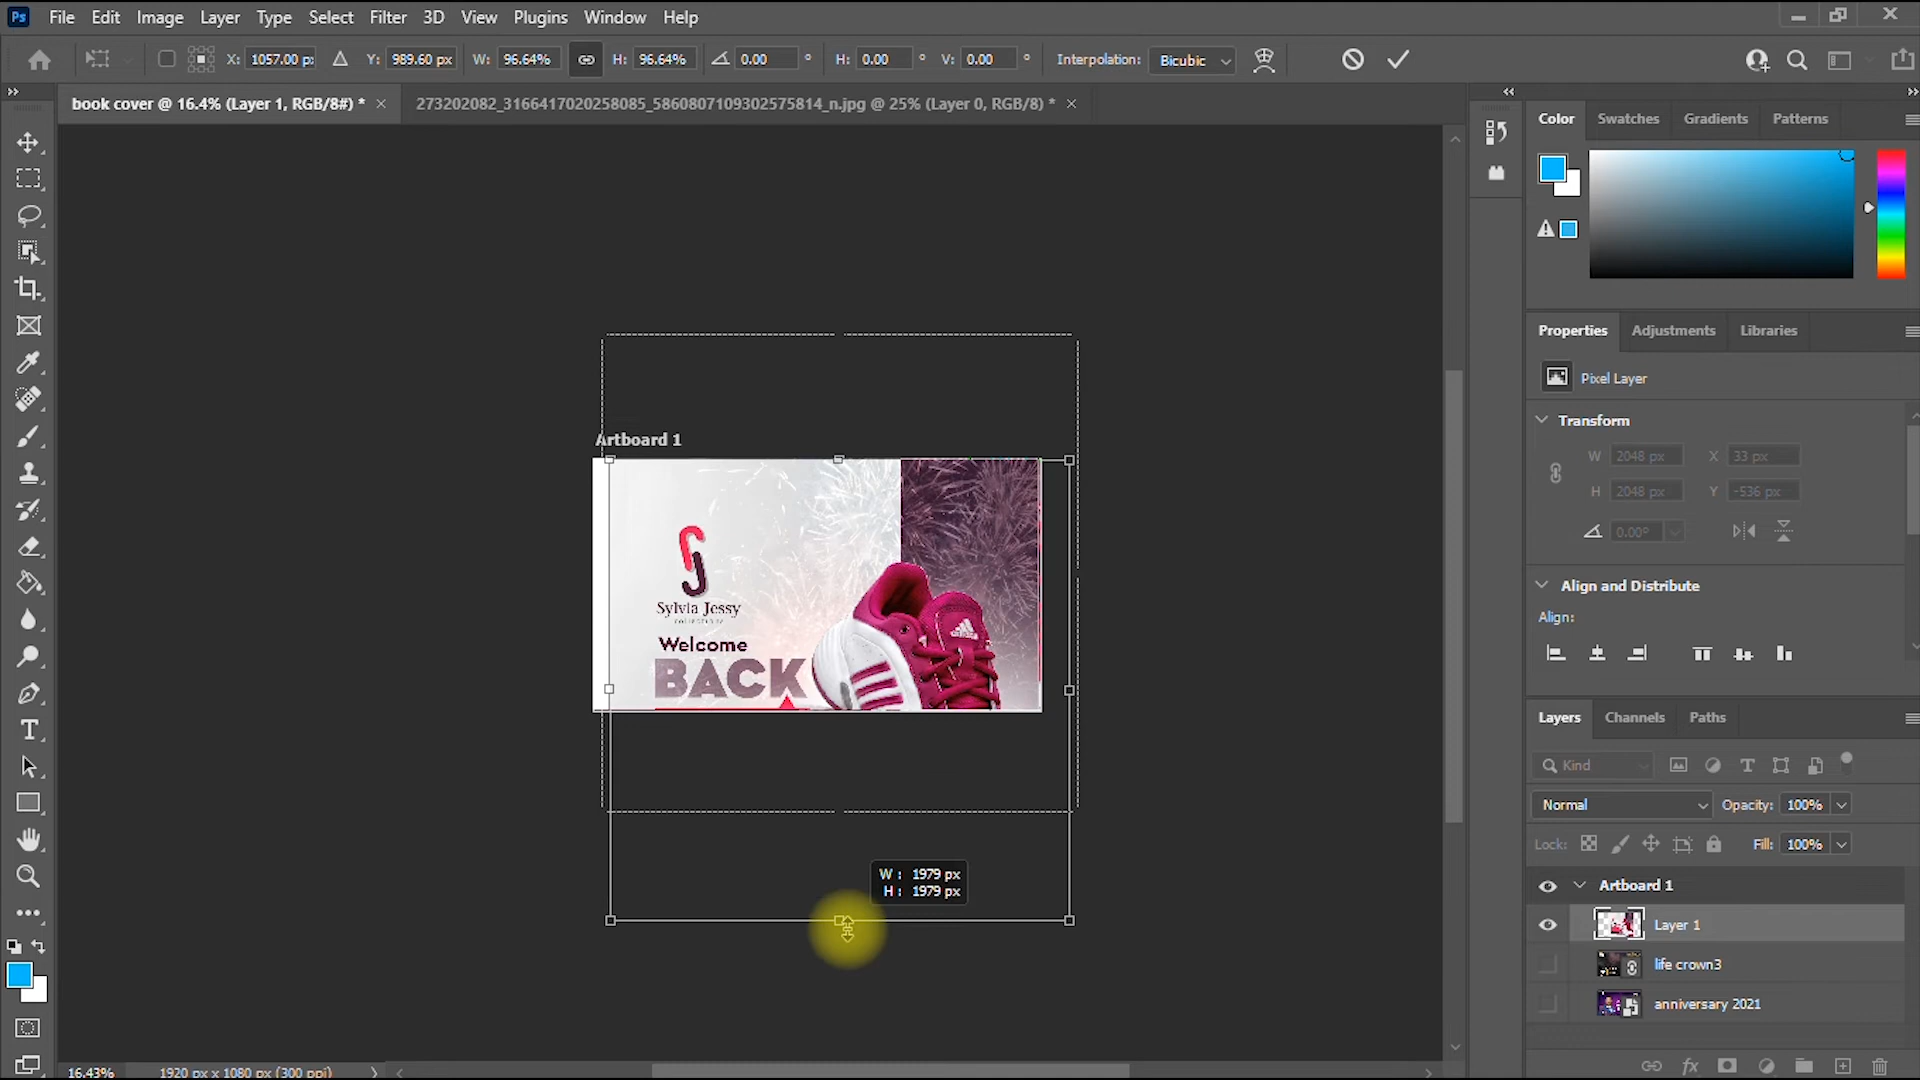 Ps File Edit Image Layer Type Select Filter 3D View Plugins Window Help
X: 1057.00 p Y: 989.60 px W: 96.64% H: 96.64% 0.00 ° H: 0.00 ° V: 0.00 ° Interpolation: Bicubic
book cover @ 16.4% (Layer 1, RGB/8#) * × 273202082_3166417020258085_5860807109302575814_n.jpg @ 25% (Layer 0, RGB/8) * ×
Color Swatches Gradients Patterns
Properties Adjustments Libraries
Pixel Layer
Transform
W 2048 px X 33 px
H 2048 px Y -536 px
0.00°
Align and Distribute
Align:
Artboard 1
Sylvia Jessy
Welcome
BACK
W : 1979 px
H : 1979 px
Layers Channels Paths
Kind
Normal Opacity: 100%
Lock: Fill: 100%
Artboard 1
Layer 1
life crown3
anniversary 2021
16.43% 1920 px x 1080 px (300 ppi)